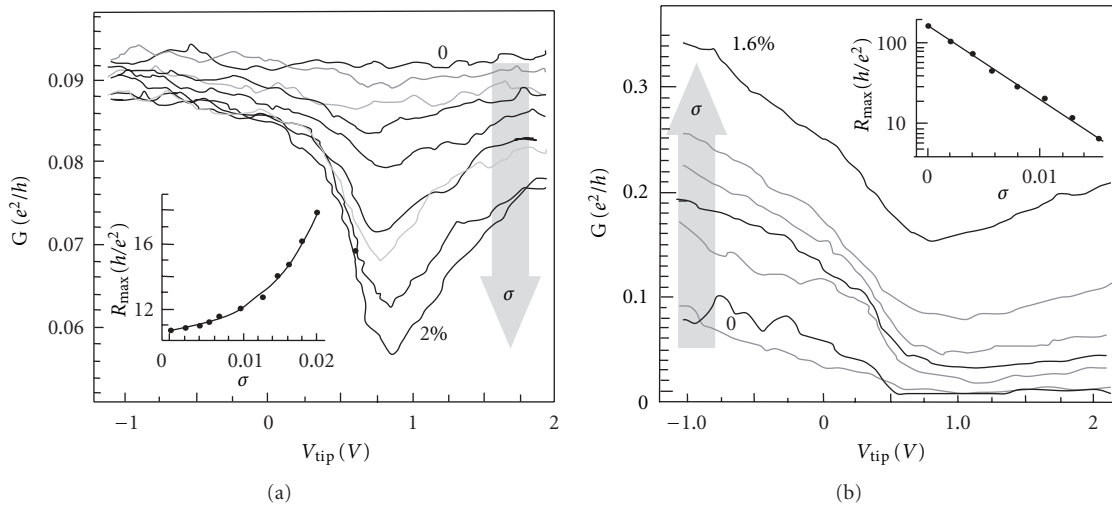 0
0.09
0.08
0.07
0.06
G (e²/h)
σ
2%
16
12
R_max (h/e²)
0
0.01
0.02
σ
−1
0
1
2
V_tip (V)
(a)
1.6%
0.3
0.2
0.1
0
G (e²/h)
σ
0
100
10
R_max (h/e²)
0
0.01
σ
−1.0
0
1.0
2
V_tip (V)
(b)